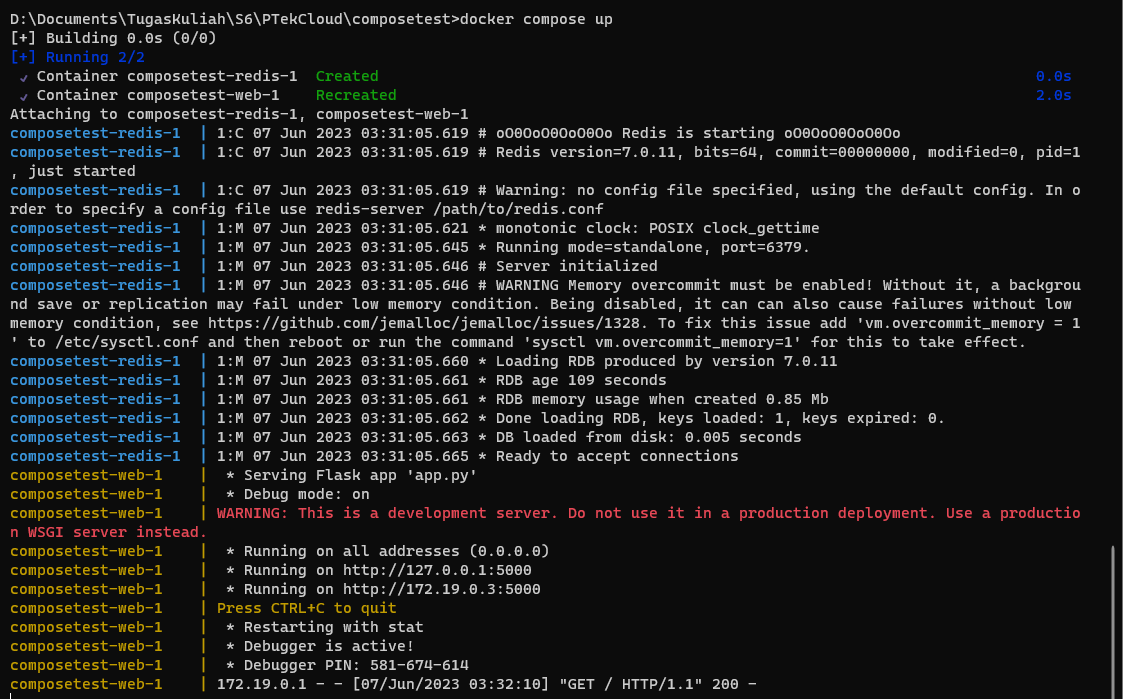 D:\Documents\TugasKuliah\S6\PTekCloud\composetest>docker compose up
[+] Building 0.0s (0/0)
[+] Running 2/2
✓ Container composetest-redis-1  Created  0.0s
✓ Container composetest-web-1    Recreated  2.0s
Attaching to composetest-redis-1, composetest-web-1
composetest-redis-1  | 1:C 07 Jun 2023 03:31:05.619 # oO0OoO0OoO0Oo Redis is starting oO0OoO0OoO0Oo
composetest-redis-1  | 1:C 07 Jun 2023 03:31:05.619 # Redis version=7.0.11, bits=64, commit=00000000, modified=0, pid=1
, just started
composetest-redis-1  | 1:C 07 Jun 2023 03:31:05.619 # Warning: no config file specified, using the default config. In o
rder to specify a config file use redis-server /path/to/redis.conf
composetest-redis-1  | 1:M 07 Jun 2023 03:31:05.621 * monotonic clock: POSIX clock_gettime
composetest-redis-1  | 1:M 07 Jun 2023 03:31:05.645 * Running mode=standalone, port=6379.
composetest-redis-1  | 1:M 07 Jun 2023 03:31:05.646 # Server initialized
composetest-redis-1  | 1:M 07 Jun 2023 03:31:05.646 # WARNING Memory overcommit must be enabled! Without it, a backgrou
nd save or replication may fail under low memory condition. Being disabled, it can can also cause failures without low
memory condition, see https://github.com/jemalloc/jemalloc/issues/1328. To fix this issue add 'vm.overcommit_memory = 1
' to /etc/sysctl.conf and then reboot or run the command 'sysctl vm.overcommit_memory=1' for this to take effect.
composetest-redis-1  | 1:M 07 Jun 2023 03:31:05.660 * Loading RDB produced by version 7.0.11
composetest-redis-1  | 1:M 07 Jun 2023 03:31:05.661 * RDB age 109 seconds
composetest-redis-1  | 1:M 07 Jun 2023 03:31:05.661 * RDB memory usage when created 0.85 Mb
composetest-redis-1  | 1:M 07 Jun 2023 03:31:05.662 * Done loading RDB, keys loaded: 1, keys expired: 0.
composetest-redis-1  | 1:M 07 Jun 2023 03:31:05.663 * DB loaded from disk: 0.005 seconds
composetest-redis-1  | 1:M 07 Jun 2023 03:31:05.665 * Ready to accept connections
composetest-web-1    |  * Serving Flask app 'app.py'
composetest-web-1    |  * Debug mode: on
composetest-web-1    | WARNING: This is a development server. Do not use it in a production deployment. Use a productio
n WSGI server instead.
composetest-web-1    |  * Running on all addresses (0.0.0.0)
composetest-web-1    |  * Running on http://127.0.0.1:5000
composetest-web-1    |  * Running on http://172.19.0.3:5000
composetest-web-1    | Press CTRL+C to quit
composetest-web-1    |  * Restarting with stat
composetest-web-1    |  * Debugger is active!
composetest-web-1    |  * Debugger PIN: 581-674-614
composetest-web-1    | 172.19.0.1 - - [07/Jun/2023 03:32:10] "GET / HTTP/1.1" 200 -